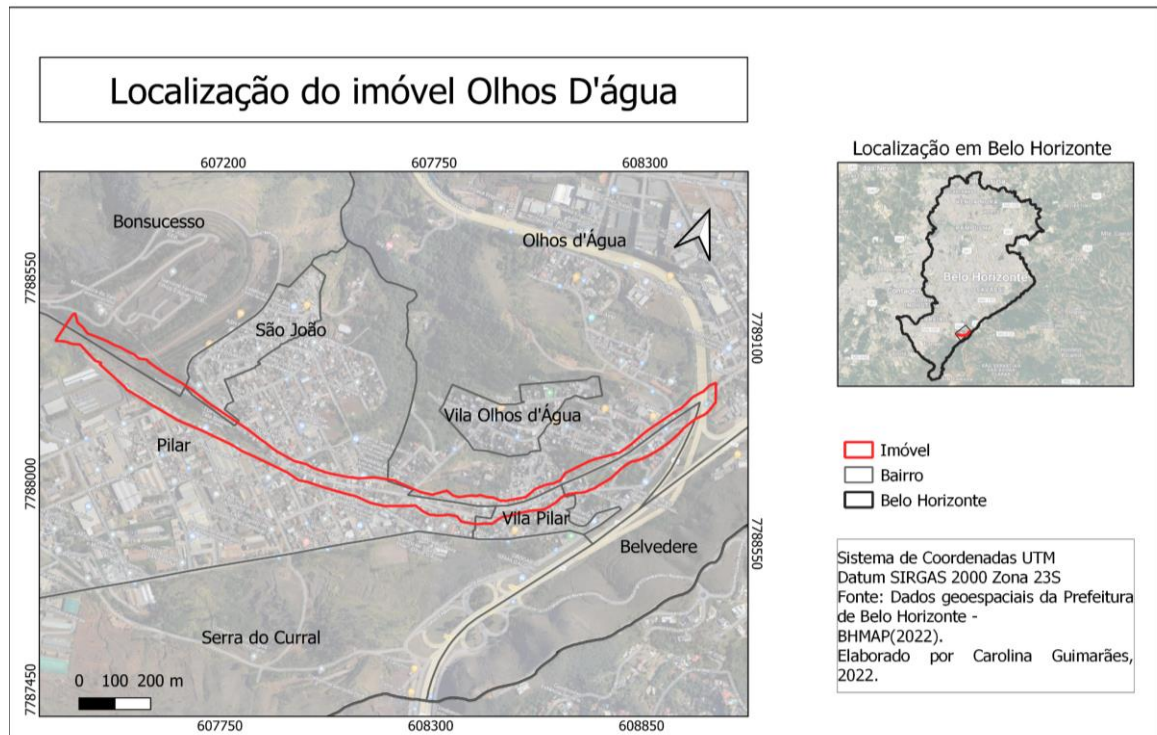 Localização do imóvel Olhos D'água
607200 607750 608300
Bonsucesso
Olhos d'Água
7788550
São João
7789100
Vila Olhos d'Água
Pilar
7788000
Vila Pilar
Belvedere
7788550
Serra do Curral
7787450
0 100 200 m
607750 608300 608850
Localização em Belo Horizonte
Belo Horizonte
Imóvel
Bairro
Belo Horizonte
Sistema de Coordenadas UTM
Datum SIRGAS 2000 Zona 23S
Fonte: Dados geoespaciais da Prefeitura
de Belo Horizonte -
BHMAP(2022).
Elaborado por Carolina Guimarães,
2022.